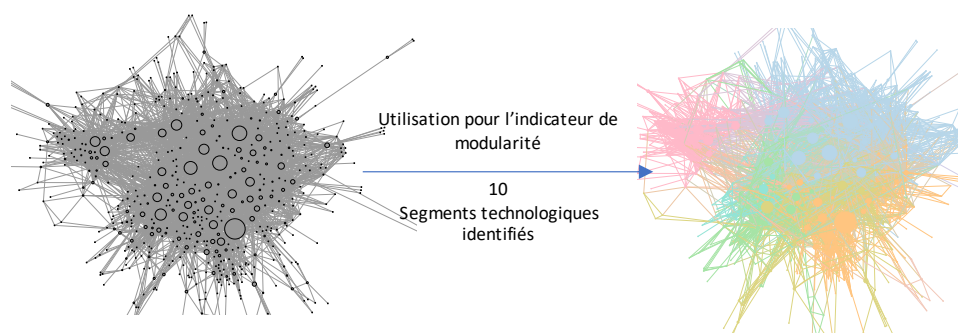 Utilisation pour l'indicateur de
modularité
10
Segments technologiques
identifiés